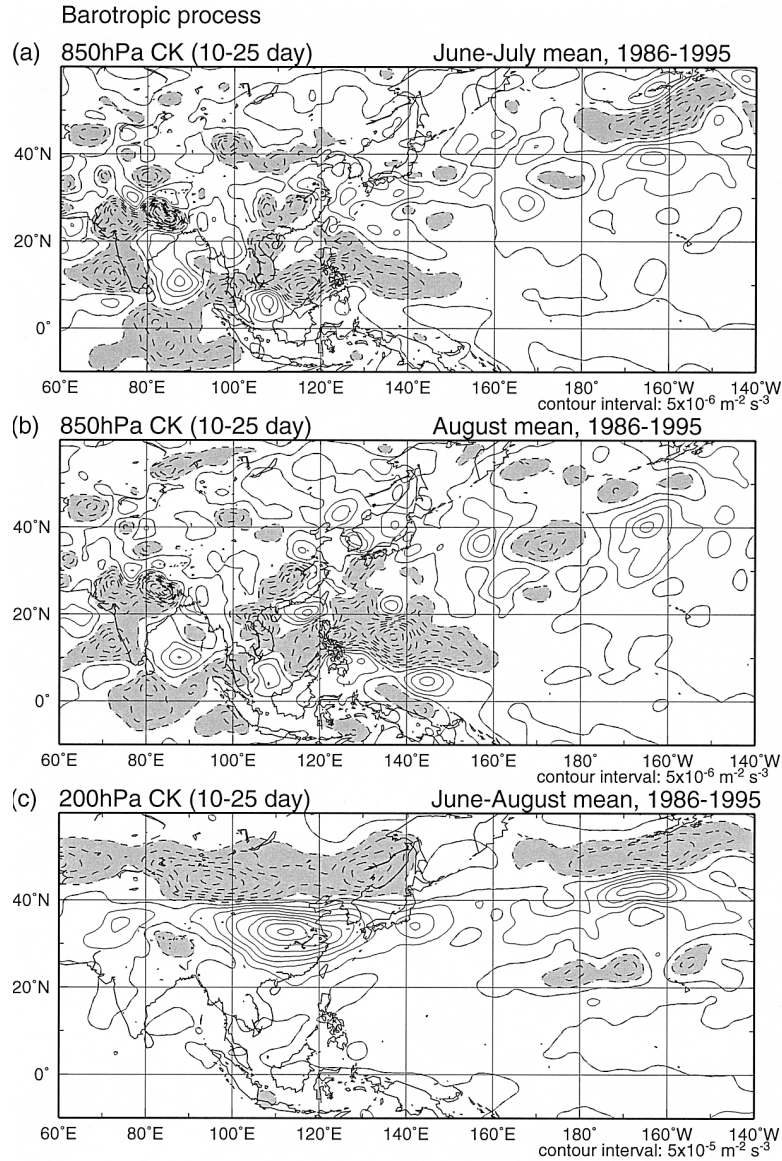 Barotropic process
(a) 850hPa CK (10-25 day) June-July mean, 1986-1995
40˚N
20˚N
0˚
60˚E 80˚E 100˚E 120˚E 140˚E 160˚E 180˚ 160˚W 140˚W
contour interval: 5x10⁻⁶ m⁻² s⁻³
(b) 850hPa CK (10-25 day) August mean, 1986-1995
40˚N
20˚N
0˚
60˚E 80˚E 100˚E 120˚E 140˚E 160˚E 180˚ 160˚W 140˚W
contour interval: 5x10⁻⁶ m⁻² s⁻³
(c) 200hPa CK (10-25 day) June-August mean, 1986-1995
40˚N
20˚N
0˚
60˚E 80˚E 100˚E 120˚E 140˚E 160˚E 180˚ 160˚W 140˚W
contour interval: 5x10⁻⁵ m⁻² s⁻³